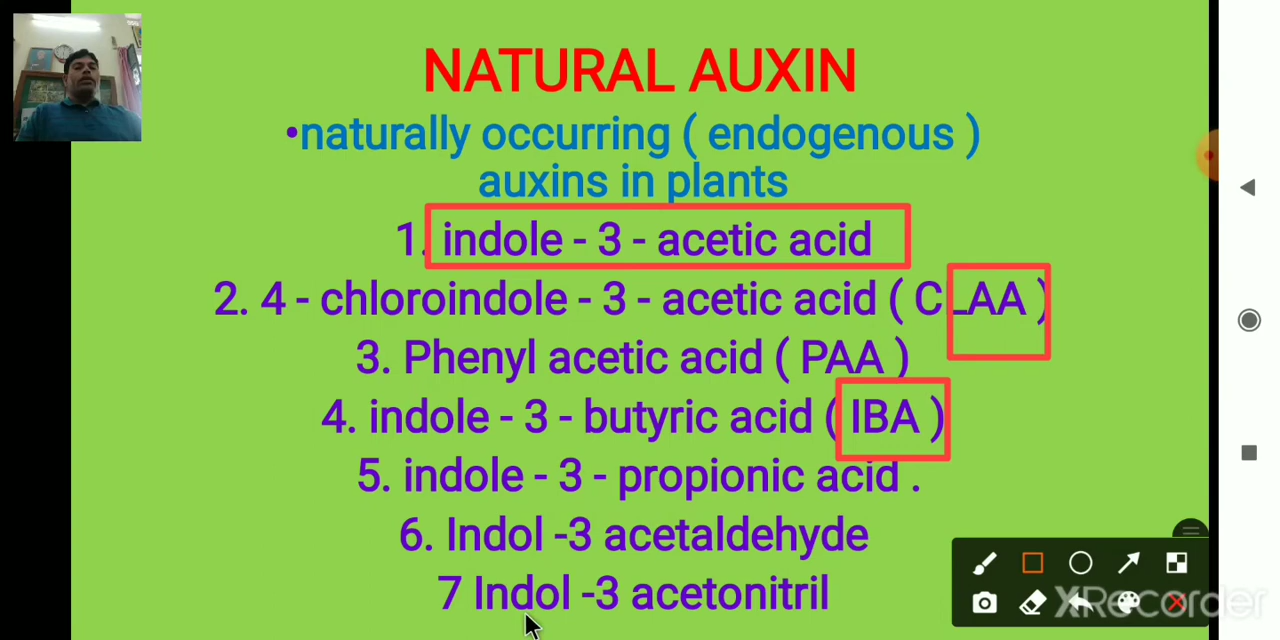 NATURAL AUXIN
•naturally occurring ( endogenous )
auxins in plants
1. indole - 3 - acetic acid
2. 4 - chloroindole - 3 - acetic acid ( C LAA )
3. Phenyl acetic acid ( PAA )
4. indole - 3 - butyric acid ( IBA )
5. indole - 3 - propionic acid .
6. Indol -3 acetaldehyde
7 Indol -3 acetonitril
XRecorder